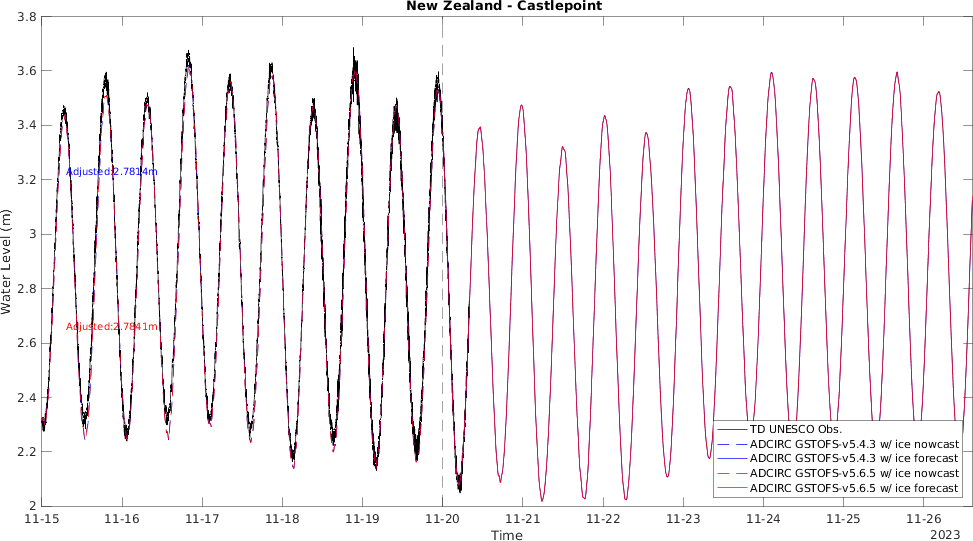 New Zealand - Castlepoint
3.8
3.6
3.4
3.2
3
2.8
2.6
2.4
2.2
2
Water Level (m)
Adjusted:2.7814m
Adjusted:2.7841m
TD UNESCO Obs.
ADCIRC GSTOFS-v5.4.3 w/ ice nowcast
ADCIRC GSTOFS-v5.4.3 w/ ice forecast
ADCIRC GSTOFS-v5.6.5 w/ ice nowcast
ADCIRC GSTOFS-v5.6.5 w/ ice forecast
11-15 11-16 11-17 11-18 11-19 11-20 11-21 11-22 11-23 11-24 11-25 11-26
Time
2023